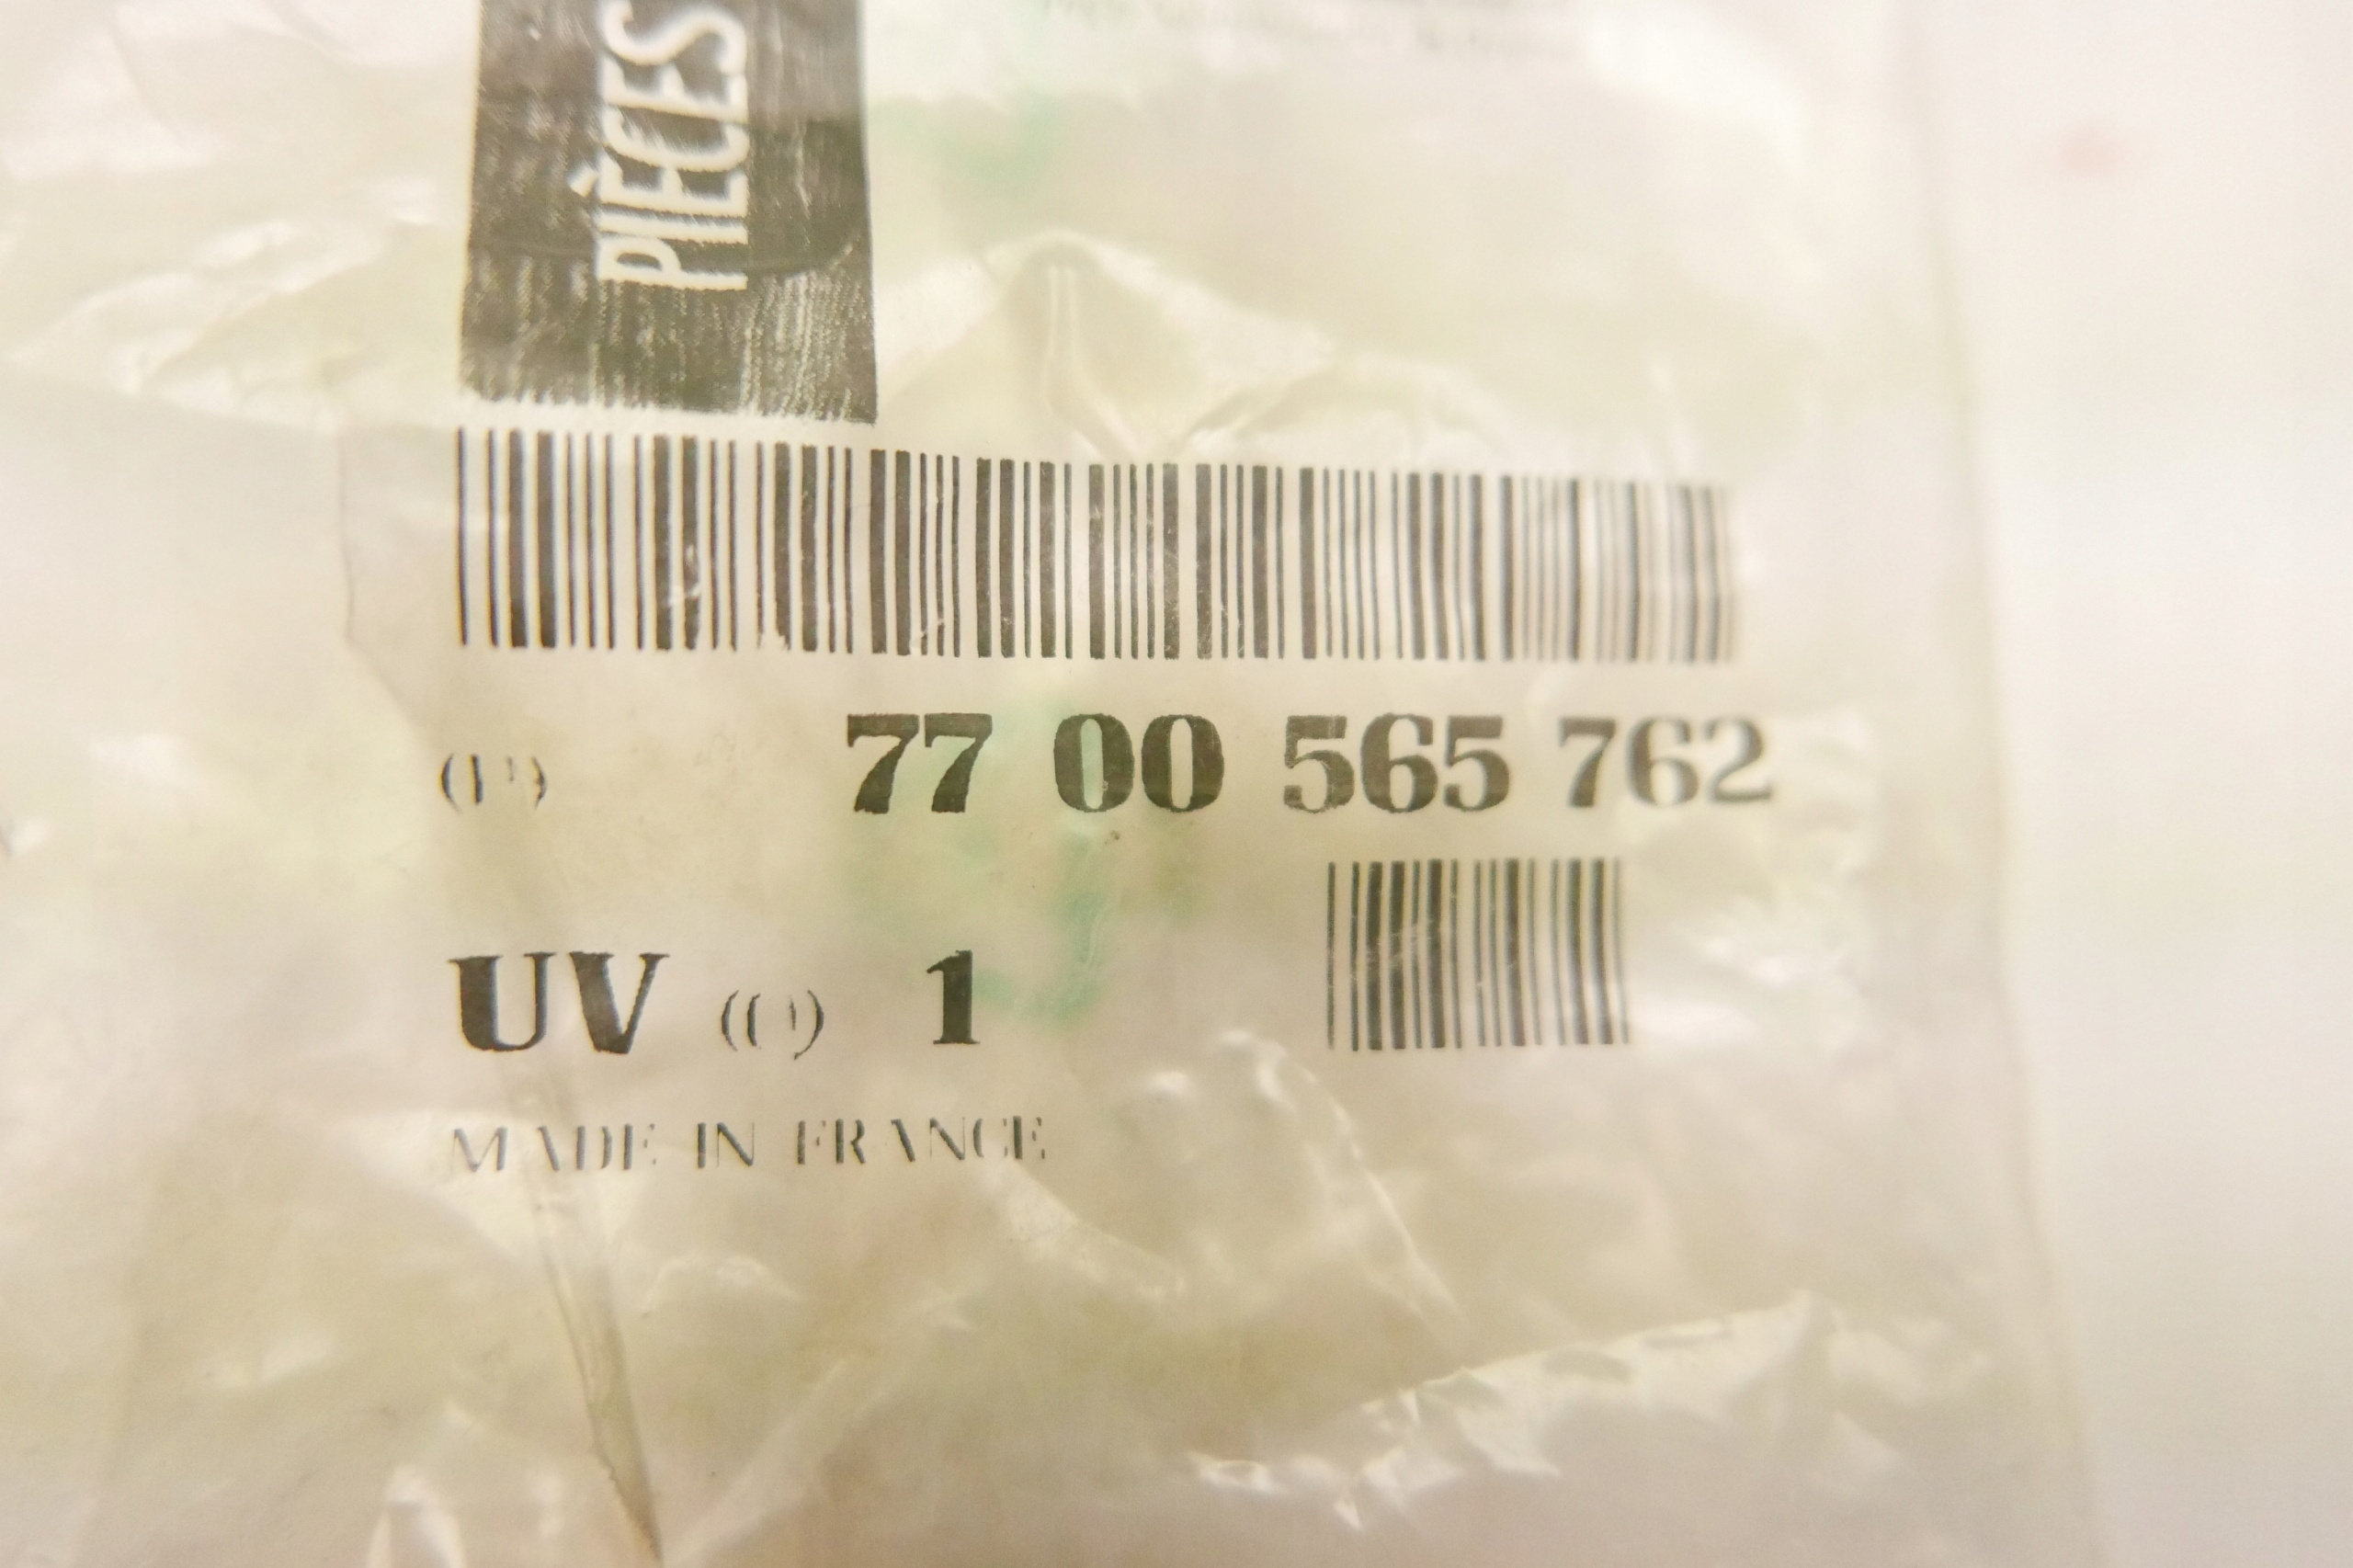 PIÈCES
(P) 77 00 565 762
UV (Q) 1
MADE IN FRANCE